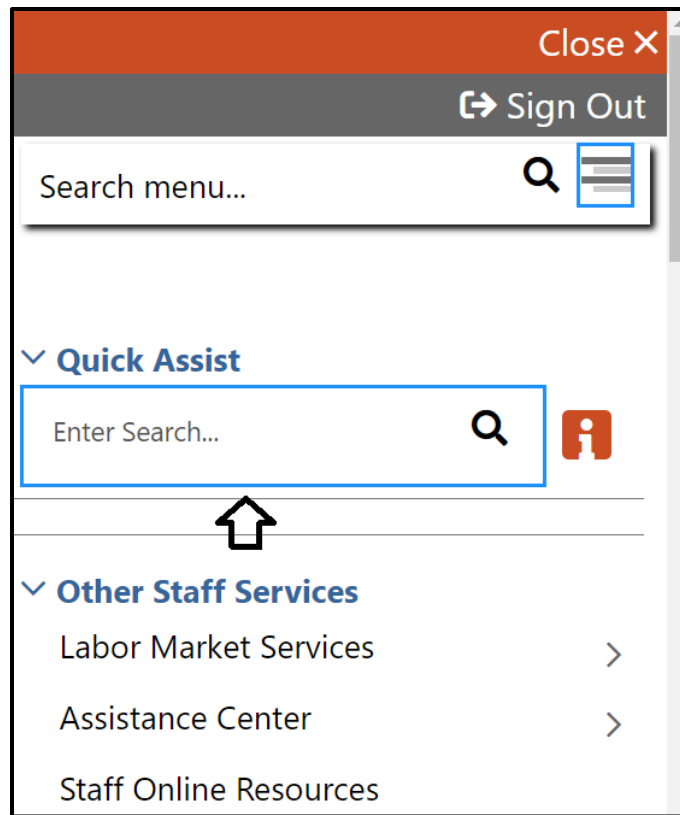 Close ×
Sign Out
Search menu...
Quick Assist
Enter Search...
i
Other Staff Services
Labor Market Services
Assistance Center
Staff Online Resources